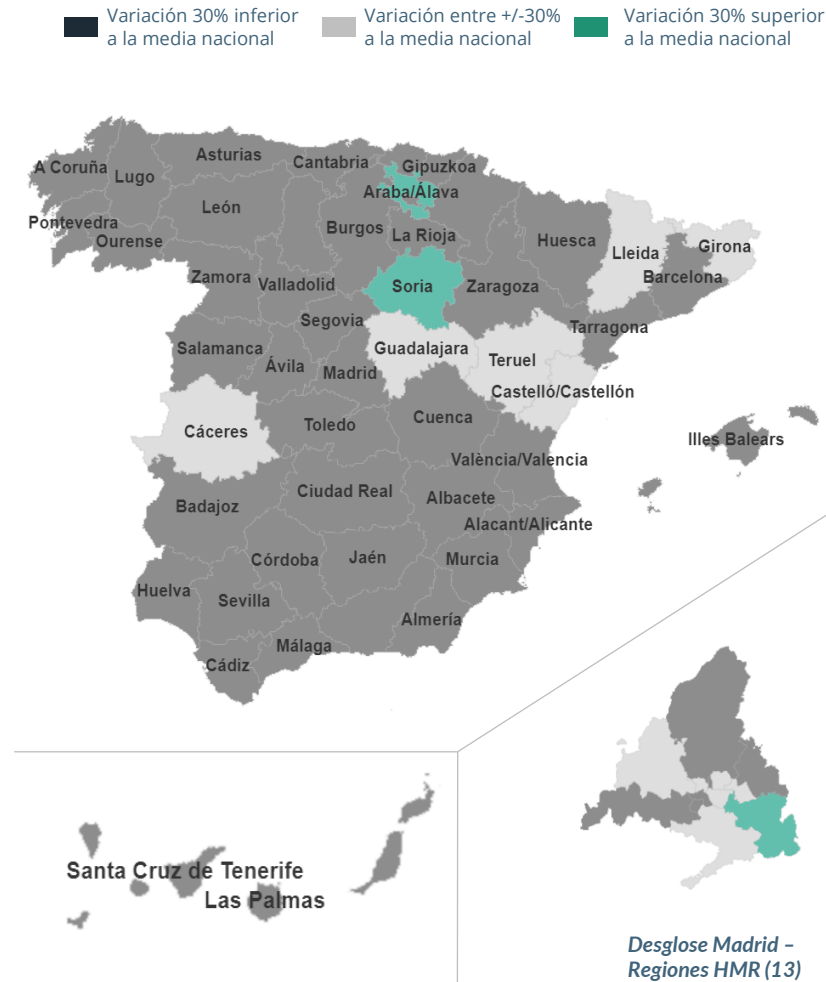 Variación 30% inferior
a la media nacional
Variación entre +/-30%
a la media nacional
Variación 30% superior
a la media nacional
A Coruña
Lugo
Asturias
Cantabria
Gipuzkoa
Araba/Álava
León
Pontevedra
Ourense
Burgos
La Rioja
Huesca
Lleida
Girona
Barcelona
Zamora
Valladolid
Soria
Zaragoza
Segovia
Tarragona
Salamanca
Ávila
Madrid
Guadalajara
Teruel
Castelló/Castellón
Cáceres
Toledo
Cuenca
Illes Balears
València/Valencia
Badajoz
Ciudad Real
Albacete
Alacant/Alicante
Córdoba
Jaén
Murcia
Huelva
Sevilla
Almería
Málaga
Cádiz
Santa Cruz de Tenerife
Las Palmas
Desglose Madrid –
Regiones HMR (13)